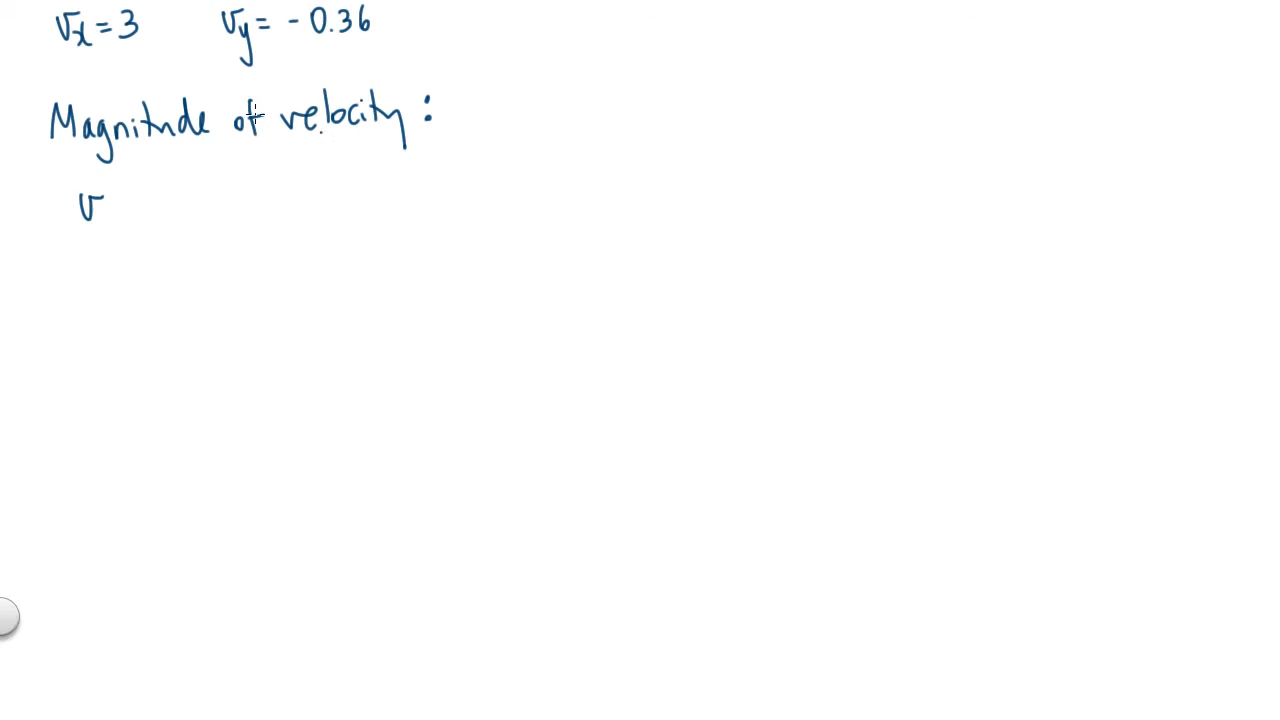 vx = 3 vy = - 0.36
Magnitude of velocity :
v